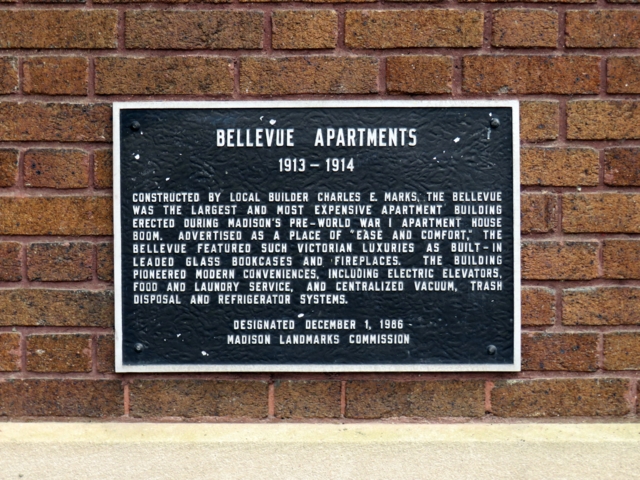 BELLEVUE APARTMENTS
1913 - 1914
CONSTRUCTED BY LOCAL BUILDER CHARLES E. MARKS, THE BELLEVUE
WAS THE LARGEST AND MOST EXPENSIVE APARTMENT BUILDING
ERECTED DURING MADISON'S PRE-WORLD WAR I APARTMENT HOUSE
BOOM. ADVERTISED AS A PLACE OF "EASE AND COMFORT," THE
BELLEVUE FEATURED SUCH VICTORIAN LUXURIES AS BUILT-IN
LEADED GLASS BOOKCASES AND FIREPLACES. THE BUILDING
PIONEERED MODERN CONVENIENCES, INCLUDING ELECTRIC ELEVATORS,
FOOD AND LAUNDRY SERVICE, AND CENTRALIZED VACUUM, TRASH
DISPOSAL AND REFRIGERATOR SYSTEMS.
DESIGNATED DECEMBER 1, 1986
MADISON LANDMARKS COMMISSION